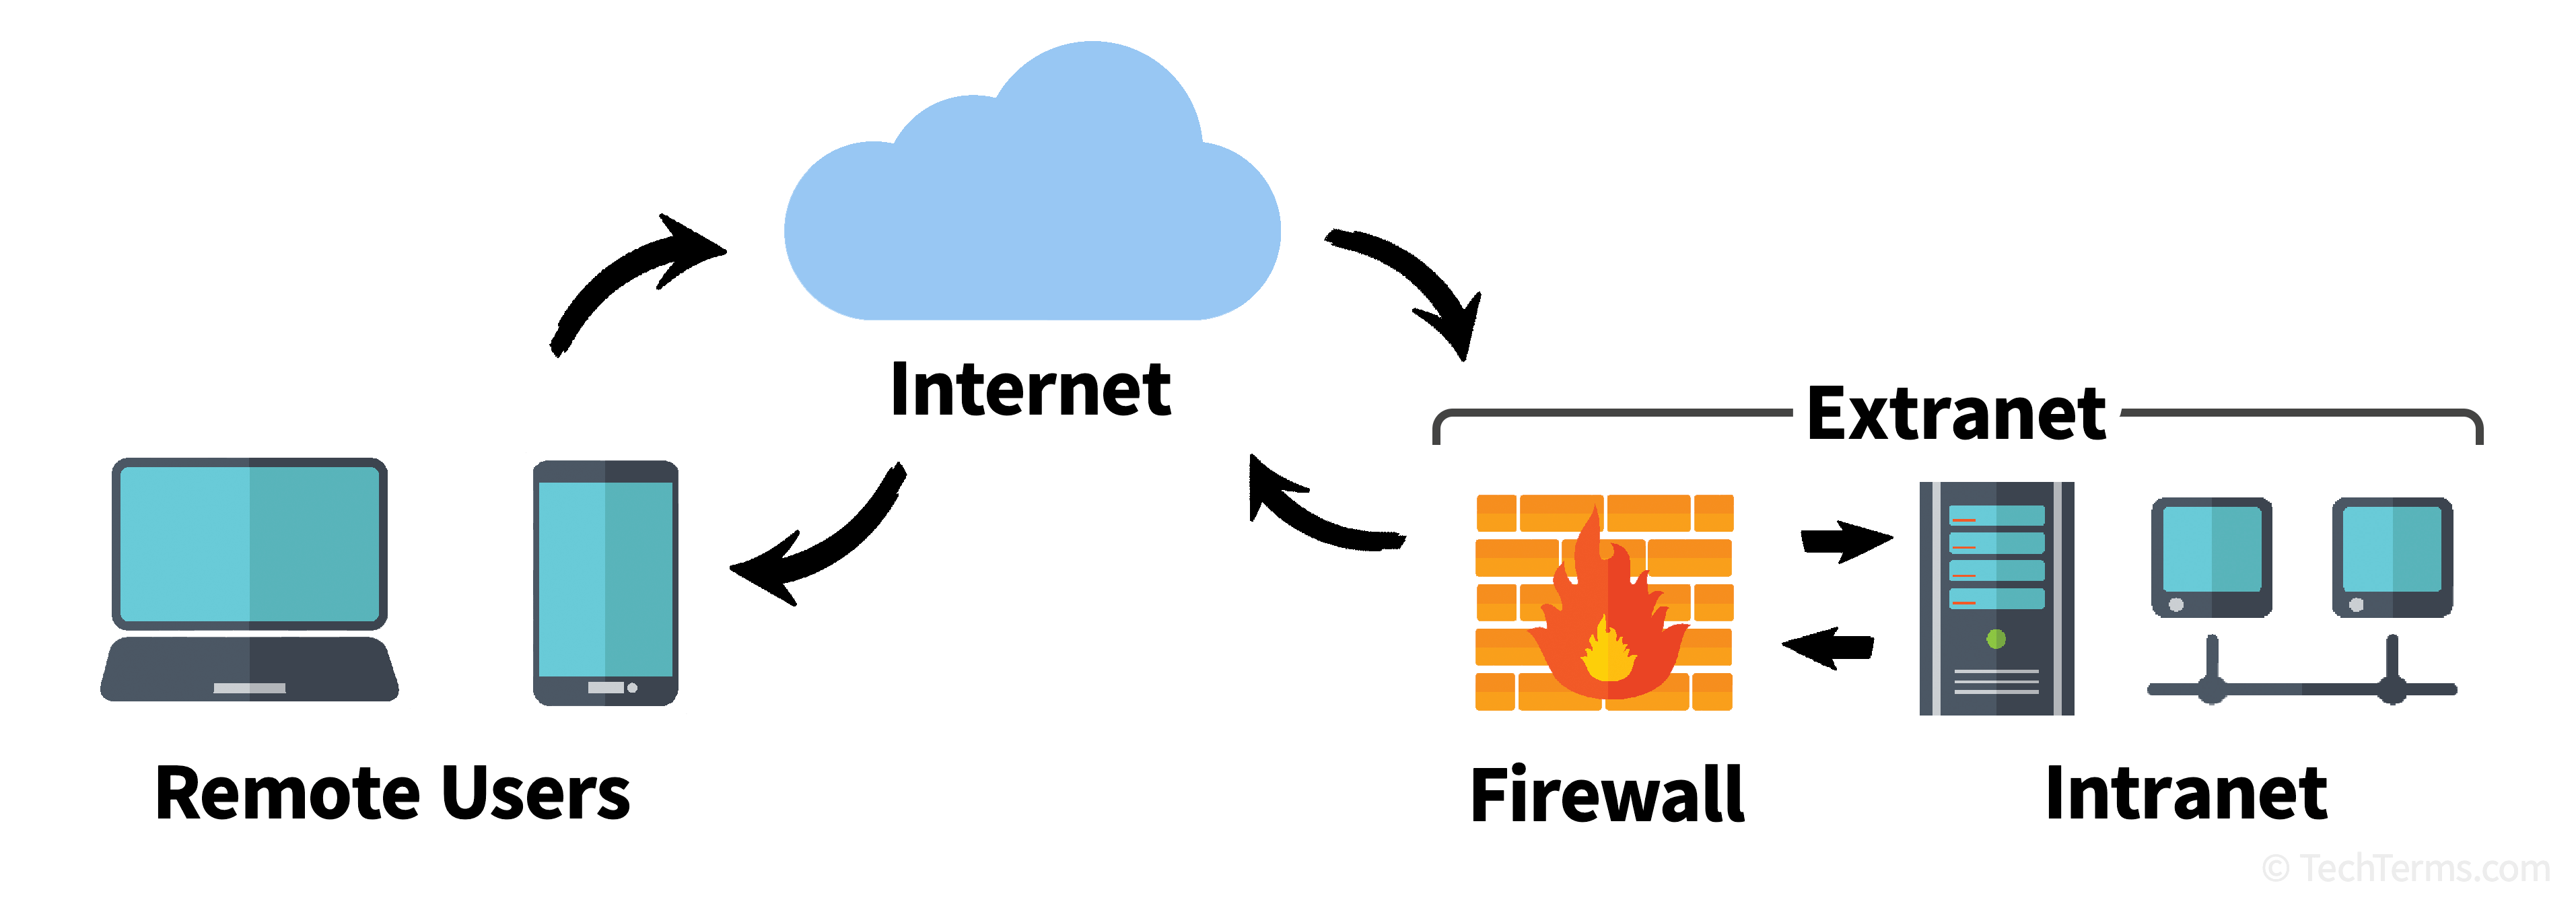 Internet
Extranet
Remote Users
Firewall
Intranet
© TechTerms.com